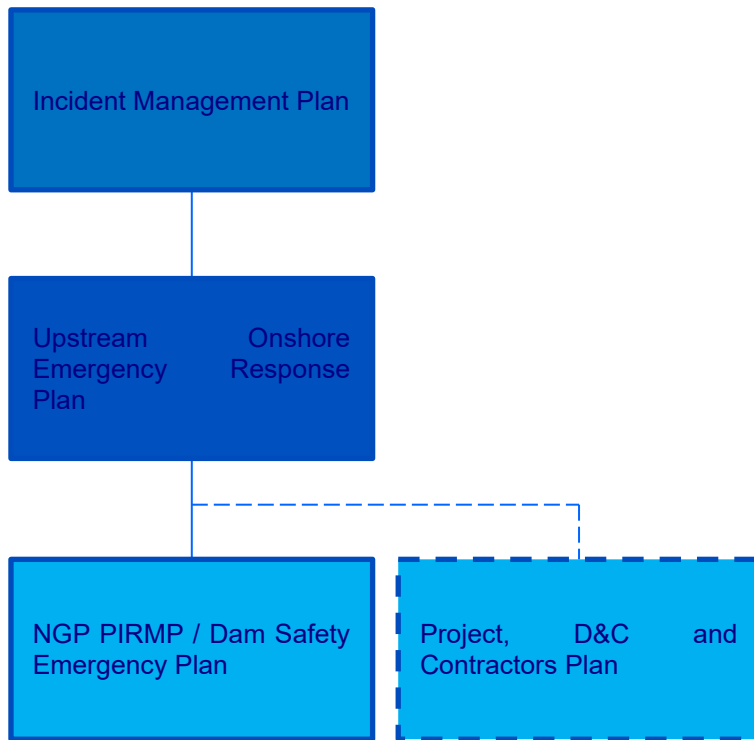 Incident Management Plan
Upstream Onshore
Emergency Response
Plan
NGP PIRMP / Dam Safety
Emergency Plan
Project, D&C and
Contractors Plan